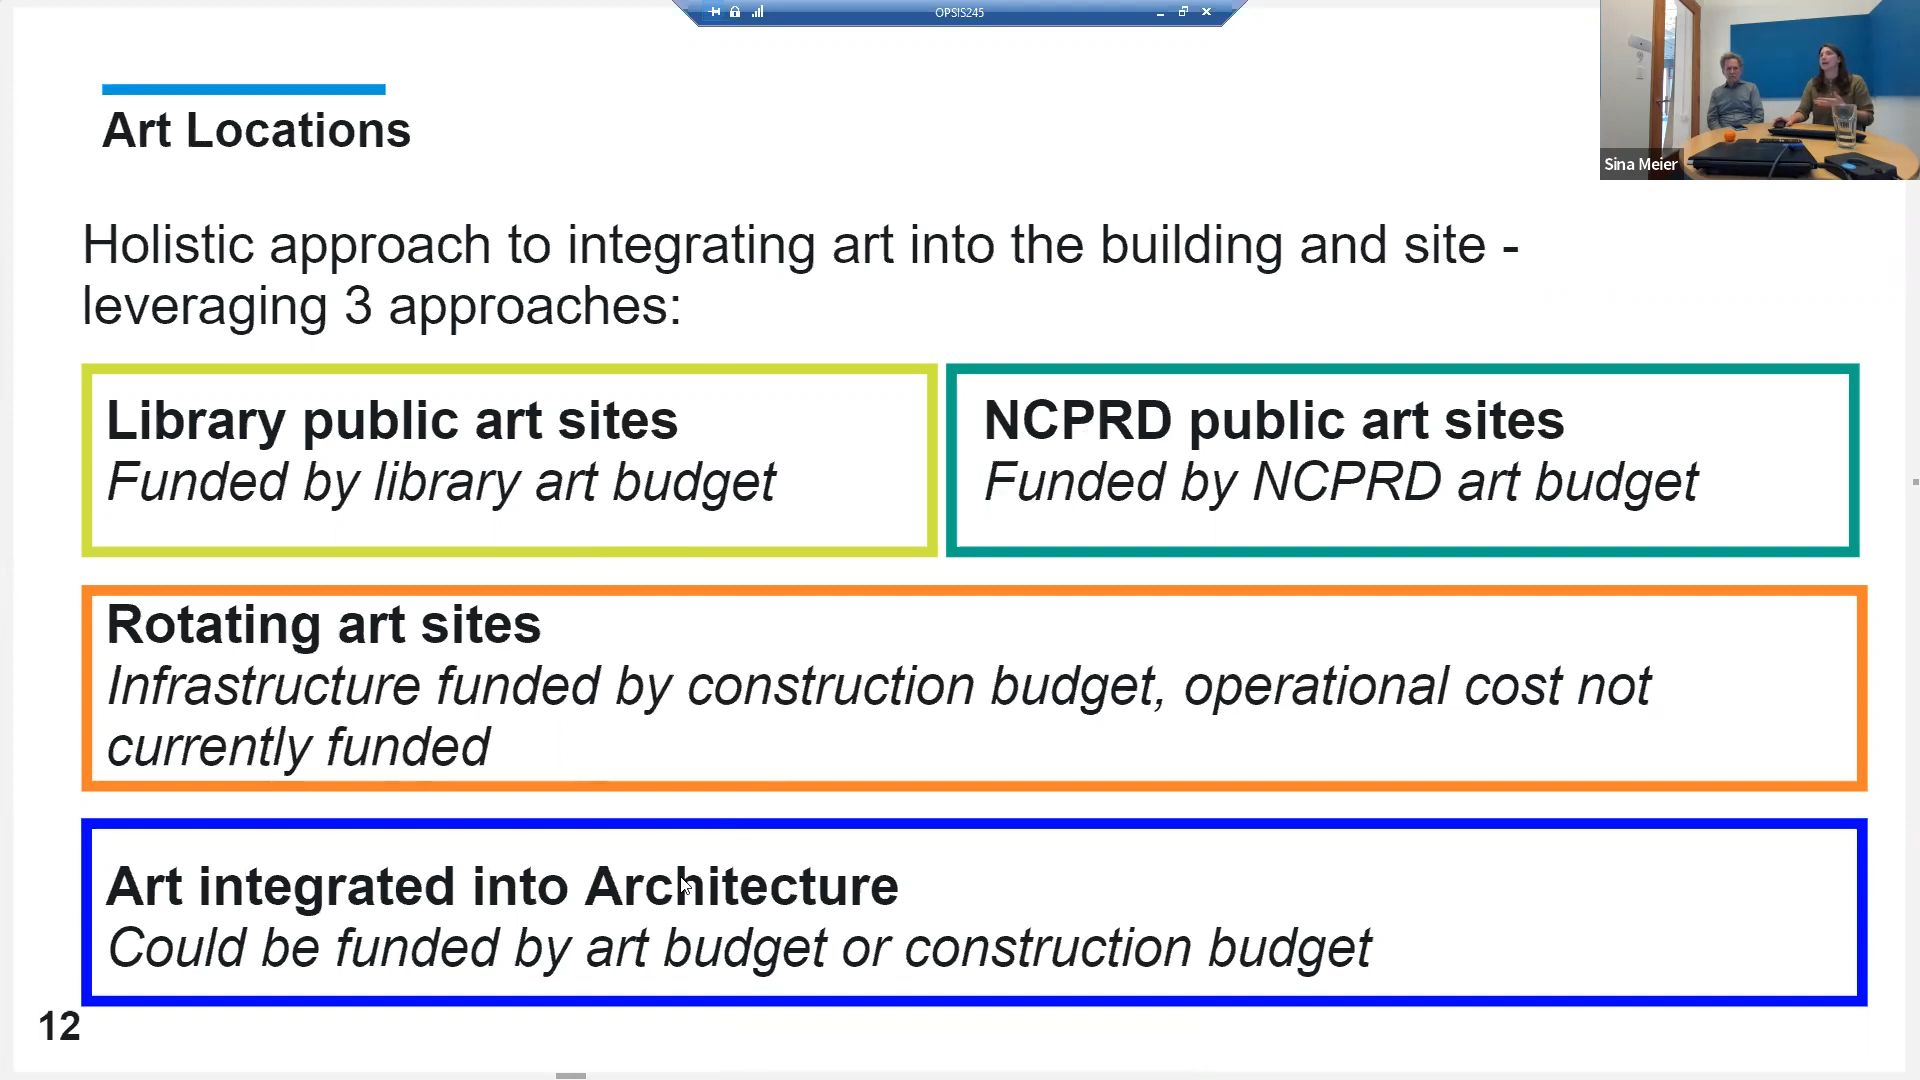 OPSIS245
Art Locations
Sina Meier
Holistic approach to integrating art into the building and site -
leveraging 3 approaches:
Library public art sites
Funded by library art budget
NCPRD public art sites
Funded by NCPRD art budget
Rotating art sites
Infrastructure funded by construction budget, operational cost not
currently funded
Art integrated into Architecture
Could be funded by art budget or construction budget
12